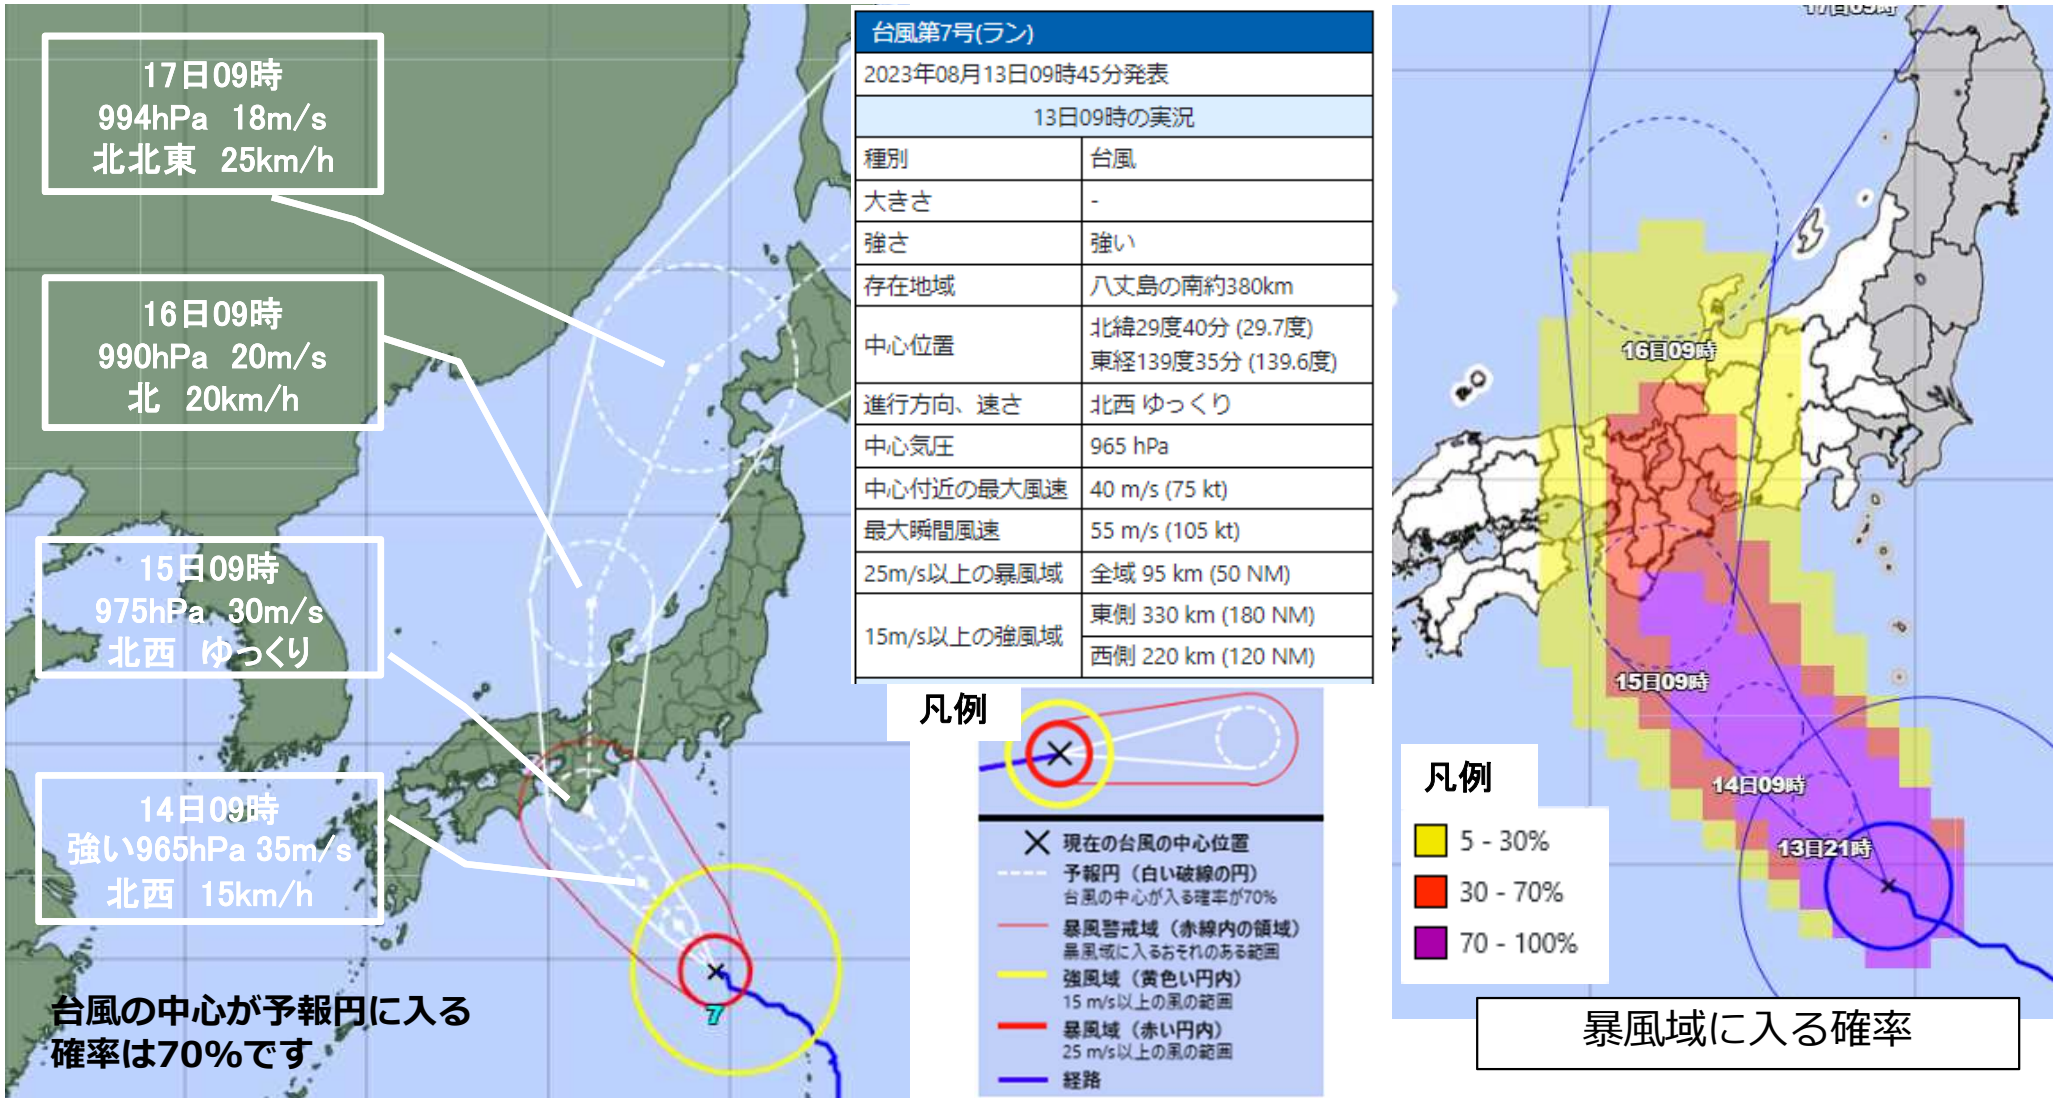 17日09時
994hPa 18m/s
北北東 25km/h
16日09時
990hPa 20m/s
北 20km/h
15日09時
975hPa 30m/s
北西 ゆっくり
14日09時
強い965hPa 35m/s
北西 15km/h
7
台風の中心が予報円に入る
確率は70%です
台風第7号(ラン)
2023年08月13日09時45分発表
13日09時の実況
種別 台風
大きさ -
強さ 強い
存在地域 八丈島の南約380km
中心位置 北緯29度40分 (29.7度)
東経139度35分 (139.6度)
進行方向、速さ 北西 ゆっくり
中心気圧 965 hPa
中心付近の最大風速 40 m/s (75 kt)
最大瞬間風速 55 m/s (105 kt)
25m/s以上の暴風域 全域 95 km (50 NM)
15m/s以上の強風域 東側 330 km (180 NM)
西側 220 km (120 NM)
凡例
現在の台風の中心位置
予報円（白い破線の円）
台風の中心が入る確率が70%
暴風警戒域（赤線内の領域）
暴風域に入るおそれのある範囲
強風域（黄色い円内）
15 m/s以上の風の範囲
暴風域（赤い円内）
25 m/s以上の風の範囲
経路
17日09時
16日09時
15日09時
14日09時
13日21時
凡例
5 - 30%
30 - 70%
70 - 100%
暴風域に入る確率